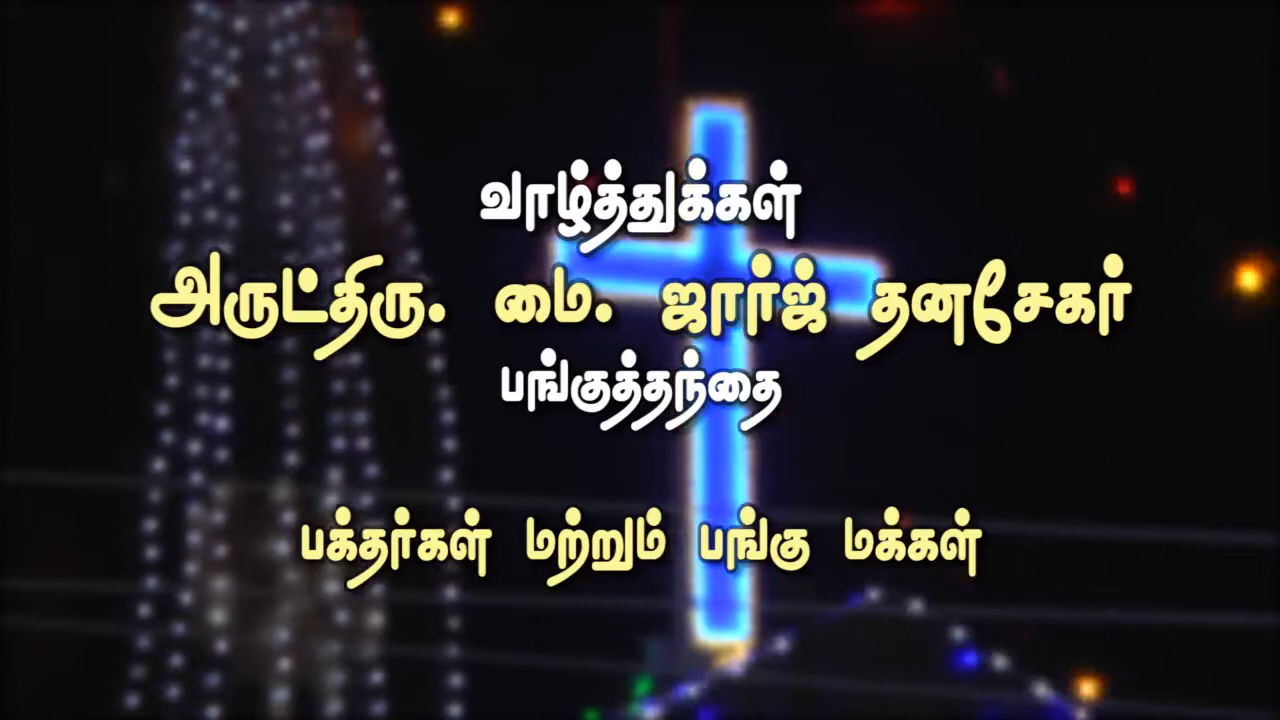 வாழ்த்துக்கள்
அருட்திரு. மை. ஜார்ஜ் தனசேகர்
பங்குத்தந்தை
பக்தர்கள் மற்றும் பங்கு மக்கள்